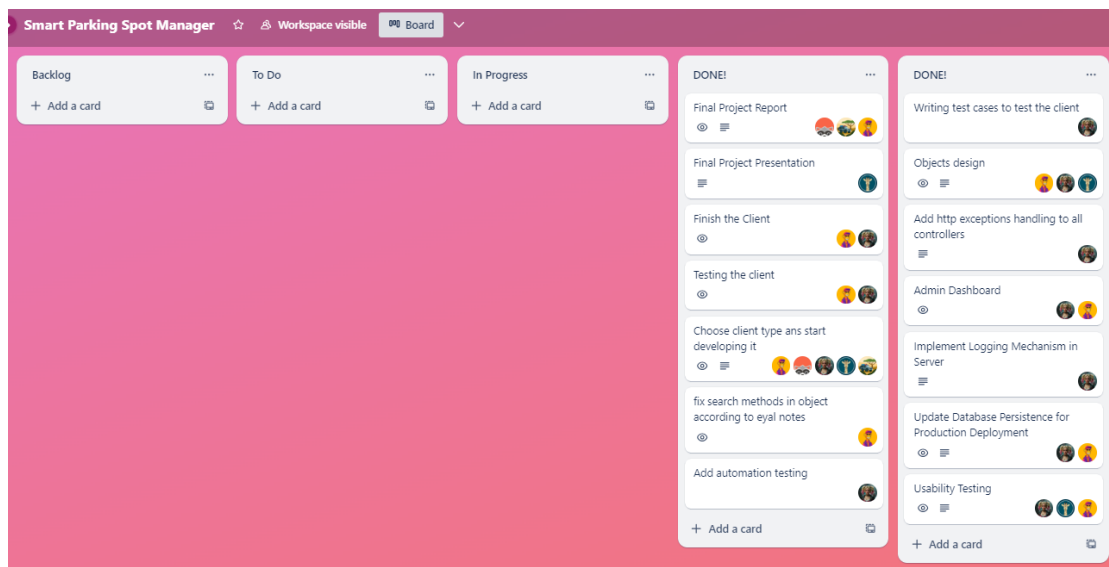 Smart Parking Spot Manager
Workspace visible
Board
Backlog
+ Add a card
To Do
+ Add a card
In Progress
+ Add a card
DONE!
Final Project Report
Final Project Presentation
Finish the Client
Testing the client
Choose client type ans start
developing it
fix search methods in object
according to eyal notes
Add automation testing
+ Add a card
DONE!
Writing test cases to test the client
Objects design
Add http exceptions handling to all
controllers
Admin Dashboard
Implement Logging Mechanism in
Server
Update Database Persistence for
Production Deployment
Usability Testing
+ Add a card